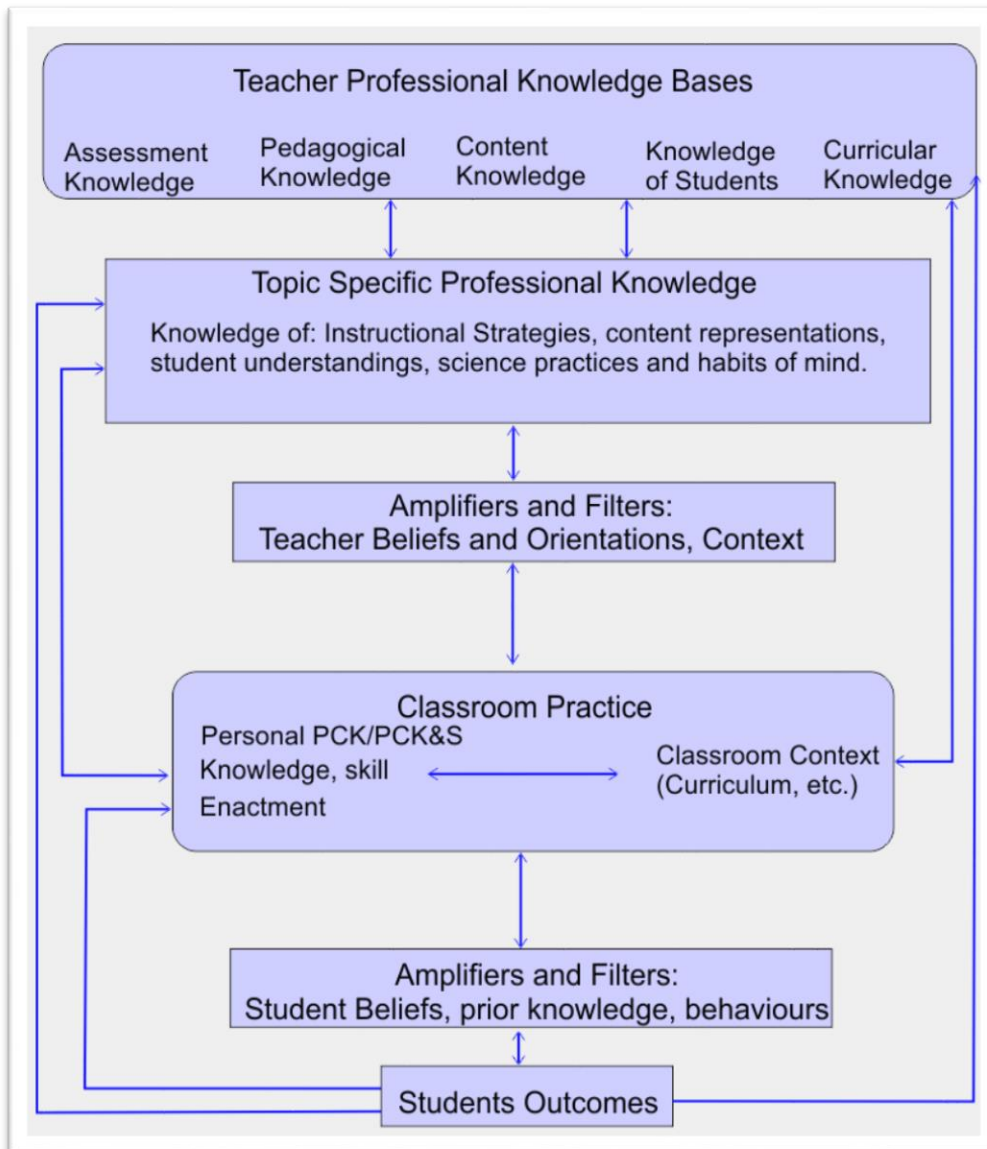 Teacher Professional Knowledge Bases
Assessment
Knowledge
Pedagogical
Knowledge
Content
Knowledge
Knowledge
of Students
Curricular
Knowledge
Topic Specific Professional Knowledge
Knowledge of: Instructional Strategies, content representations,
student understandings, science practices and habits of mind.
Amplifiers and Filters:
Teacher Beliefs and Orientations, Context
Classroom Practice
Personal PCK/PCK&S
Knowledge, skill
Enactment
Classroom Context
(Curriculum, etc.)
Amplifiers and Filters:
Student Beliefs, prior knowledge, behaviours
Students Outcomes